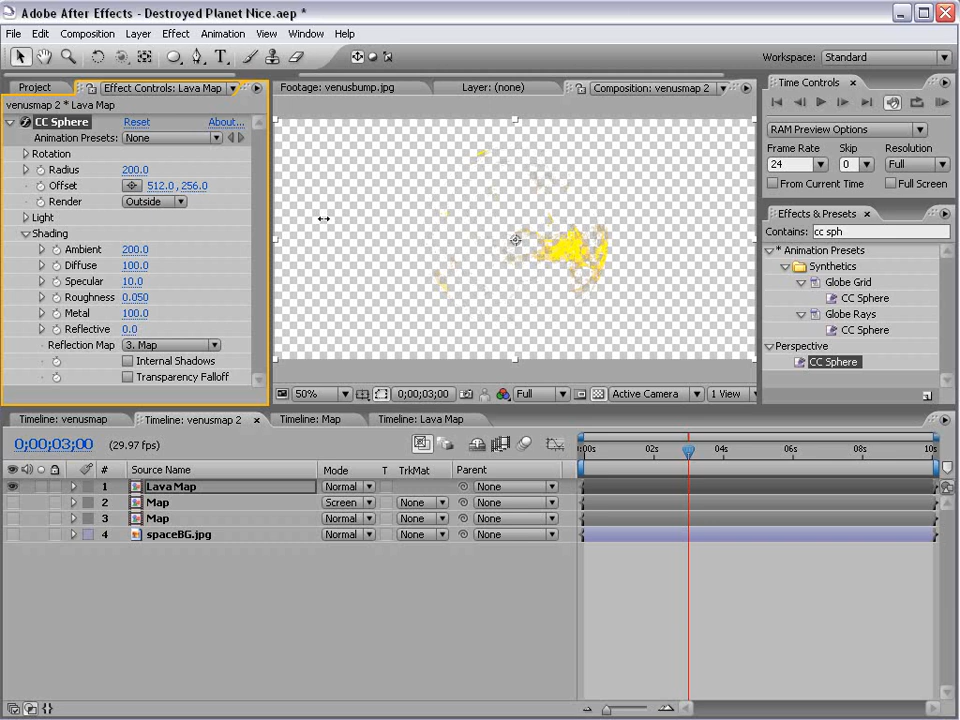 Adobe After Effects - Destroyed Planet Nice.aep *
File Edit Composition Layer Effect Animation View Window Help
Workspace: Standard
Project Effect Controls: Lava Map
Footage: venusbump.jpg Layer: (none) Composition: venusmap 2
venusmap 2 * Lava Map
CC Sphere Reset About...
Animation Presets: None
Rotation
Radius 200.0
Offset 512.0, 256.0
Render Outside
Light
Shading
Ambient 200.0
Diffuse 100.0
Specular 10.0
Roughness 0.050
Metal 100.0
Reflective 0.0
Reflection Map 3. Map
Internal Shadows
Transparency Falloff
50% 0;00;03;00 Full Active Camera 1 View
Time Controls
RAM Preview Options
Frame Rate Skip Resolution
24 0 Full
From Current Time Full Screen
Effects & Presets
Contains: cc sph
* Animation Presets
Synthetics
Globe Grid
CC Sphere
Globe Rays
CC Sphere
Perspective
CC Sphere
Timeline: venusmap Timeline: venusmap 2 Timeline: Map Timeline: Lava Map
0;00;03;00 (29.97 fps)
:00s 02s 04s 06s 08s 10s
# Source Name Mode T TrkMat Parent
1 Lava Map Normal None
2 Map Screen None None
3 Map Normal None None
4 spaceBG.jpg Normal None None